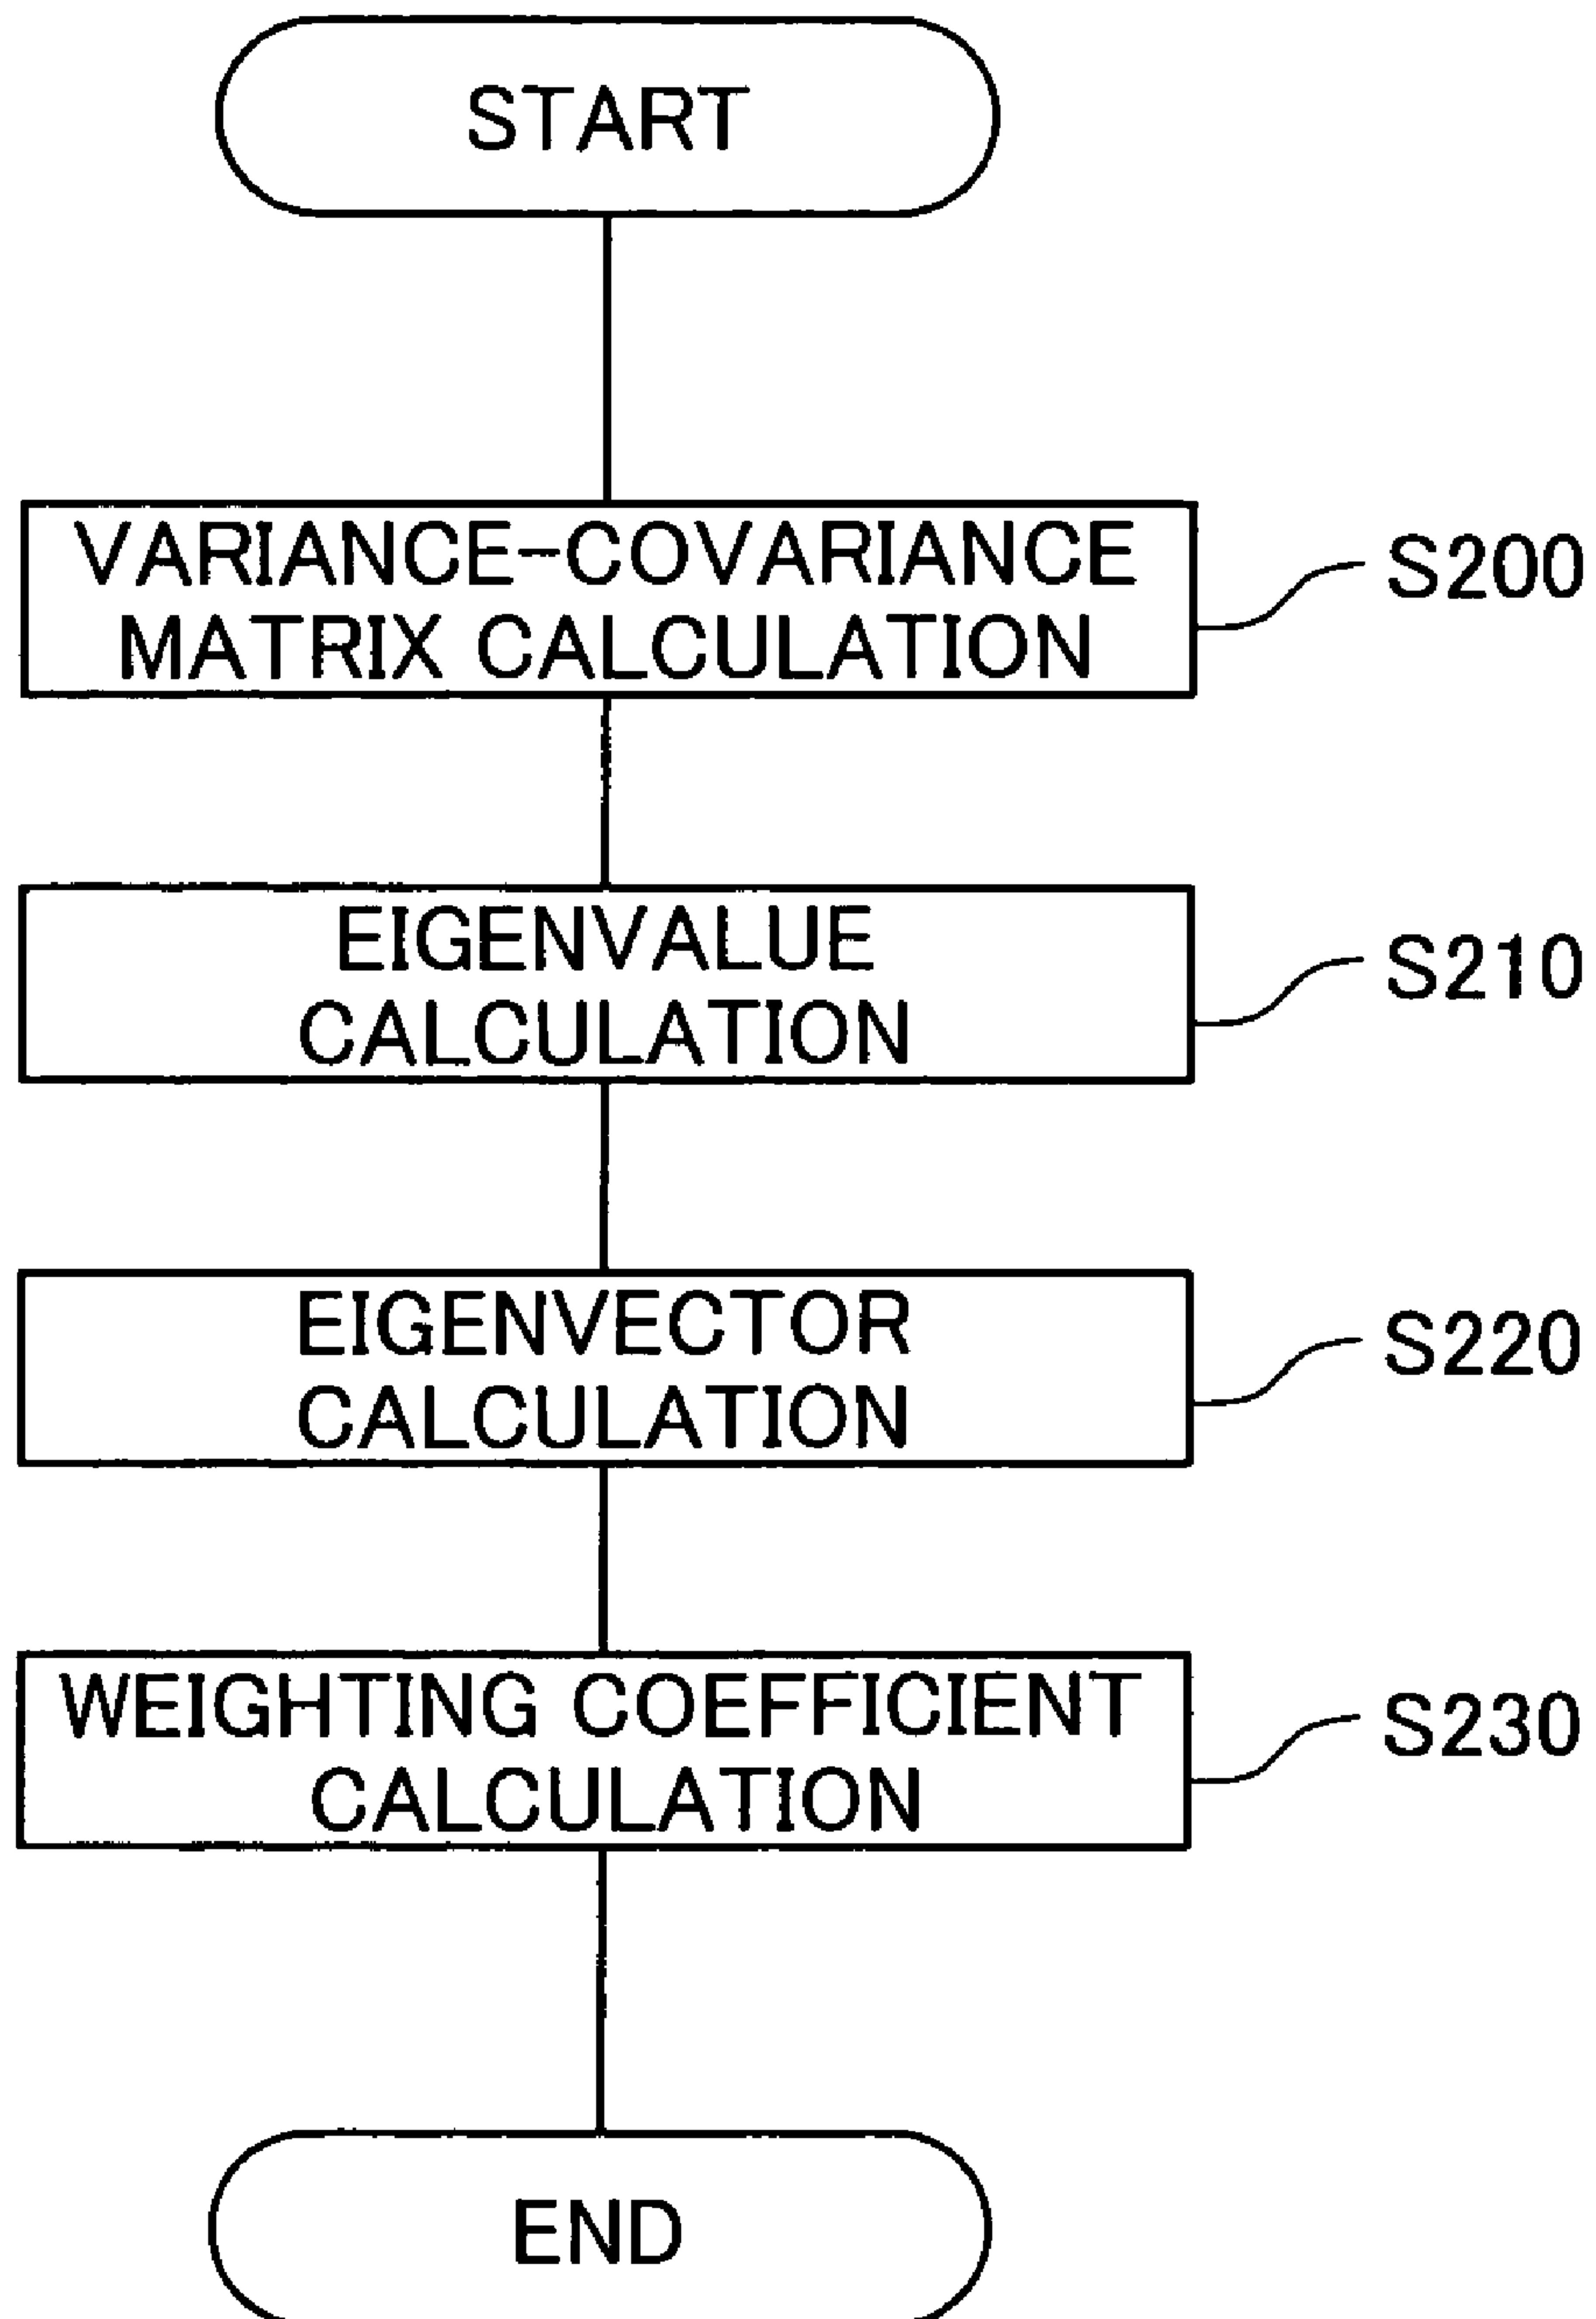 START
VARIANCE-COVARIANCE
MATRIX CALCULATION
S200
EIGENVALUE
CALCULATION
S210
EIGENVECTOR
CALCULATION
S220
WEIGHTING COEFFICIENT
CALCULATION
S230
END